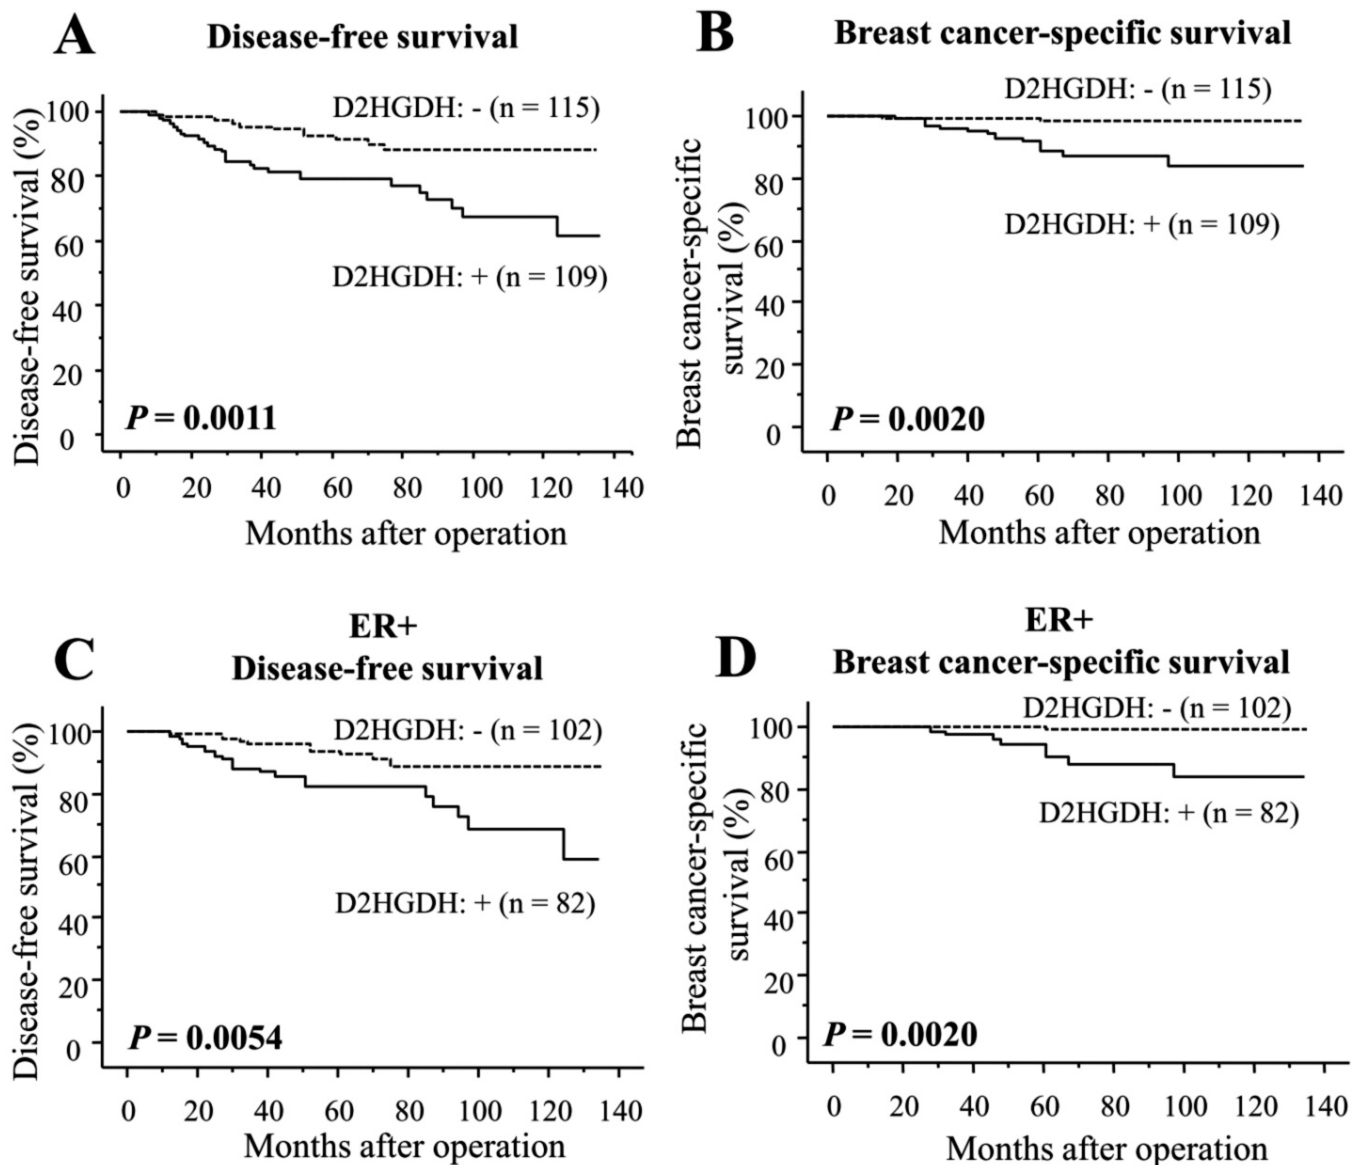 A
Disease-free survival
D2HGDH: - (n = 115)
Disease-free survival (%)
100
80
60
40
20
0
D2HGDH: + (n = 109)
P = 0.0011
0 20 40 60 80 100 120 140
Months after operation
B
Breast cancer-specific survival
D2HGDH: - (n = 115)
Breast cancer-specific
survival (%)
100
80
60
40
20
0
D2HGDH: + (n = 109)
P = 0.0020
0 20 40 60 80 100 120 140
Months after operation
C
ER+
Disease-free survival
D2HGDH: - (n = 102)
Disease-free survival (%)
100
80
60
40
20
0
D2HGDH: + (n = 82)
P = 0.0054
0 20 40 60 80 100 120 140
Months after operation
D
ER+
Breast cancer-specific survival
D2HGDH: - (n = 102)
Breast cancer-specific
survival (%)
100
80
60
40
20
0
D2HGDH: + (n = 82)
P = 0.0020
0 20 40 60 80 100 120 140
Months after operation